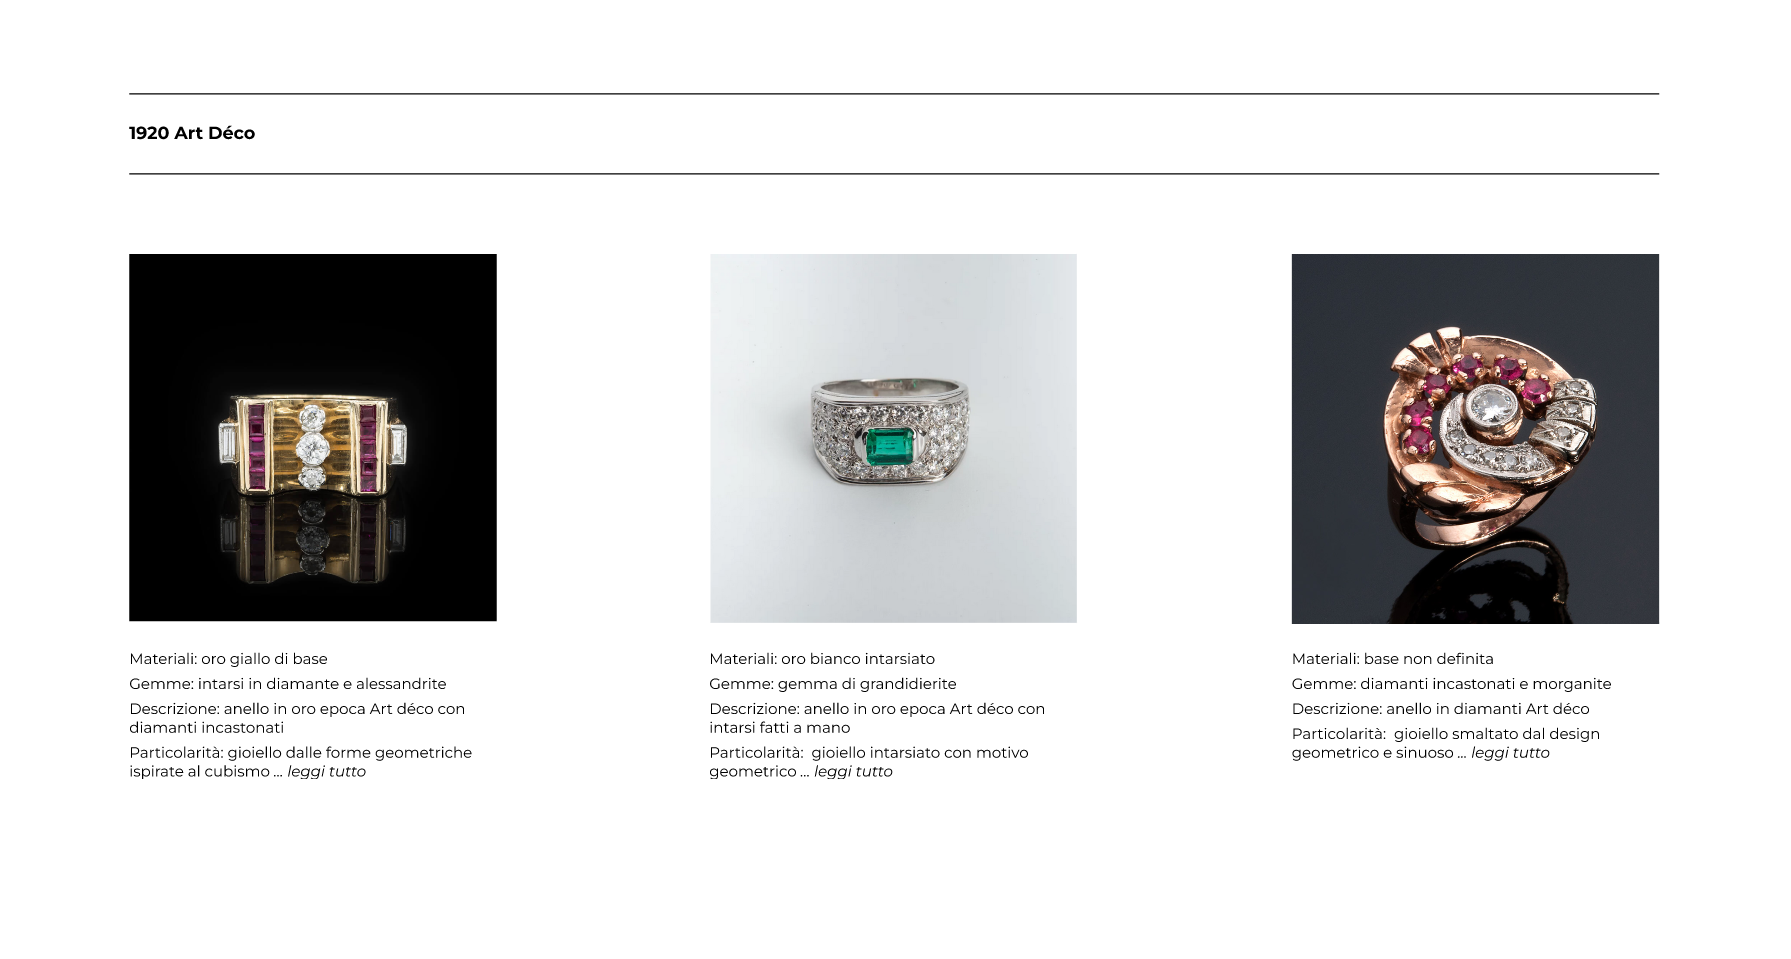 1920 Art Déco
Materiali: oro giallo di base
Gemme: intarsi in diamante e alessandrite
Descrizione: anello in oro epoca Art déco con
diamanti incastonati
Particolarità: gioiello dalle forme geometriche
ispirate al cubismo ... leggi tutto
Materiali: oro bianco intarsiato
Gemme: gemma di grandidierite
Descrizione: anello in oro epoca Art déco con
intarsi fatti a mano
Particolarità:  gioiello intarsiato con motivo
geometrico ... leggi tutto
Materiali: base non definita
Gemme: diamanti incastonati e morganite
Descrizione: anello in diamanti Art déco
Particolarità:  gioiello smaltato dal design
geometrico e sinuoso ... leggi tutto